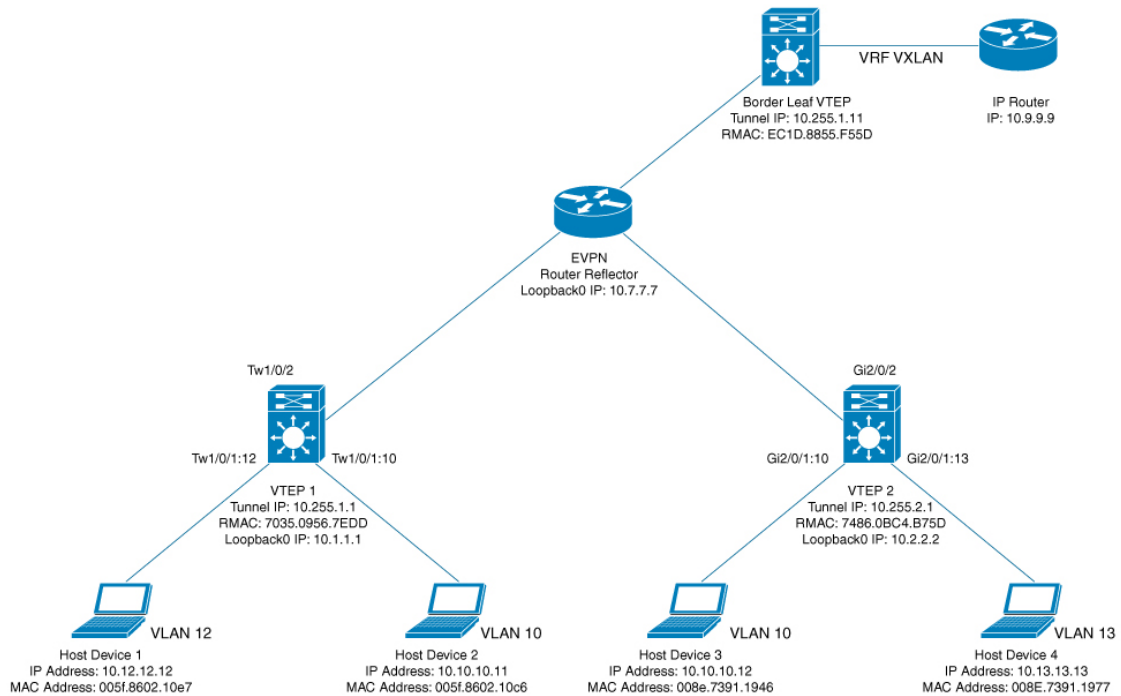 VRF VXLAN
Border Leaf VTEP
Tunnel IP: 10.255.1.11
RMAC: EC1D.8855.F55D
IP Router
IP: 10.9.9.9
EVPN
Router Reflector
Loopback0 IP: 10.7.7.7
Tw1/0/2
Gi2/0/2
Tw1/0/1:12
Tw1/0/1:10
Gi2/0/1:10
Gi2/0/1:13
VTEP 1
Tunnel IP: 10.255.1.1
RMAC: 7035.0956.7EDD
Loopback0 IP: 10.1.1.1
VTEP 2
Tunnel IP: 10.255.2.1
RMAC: 7486.0BC4.B75D
Loopback0 IP: 10.2.2.2
VLAN 12
Host Device 1
IP Address: 10.12.12.12
MAC Address: 005f.8602.10e7
VLAN 10
Host Device 2
IP Address: 10.10.10.11
MAC Address: 005f.8602.10c6
VLAN 10
Host Device 3
IP Address: 10.10.10.12
MAC Address: 008e.7391.1946
VLAN 13
Host Device 4
IP Address: 10.13.13.13
MAC Address: 008E.7391.1977